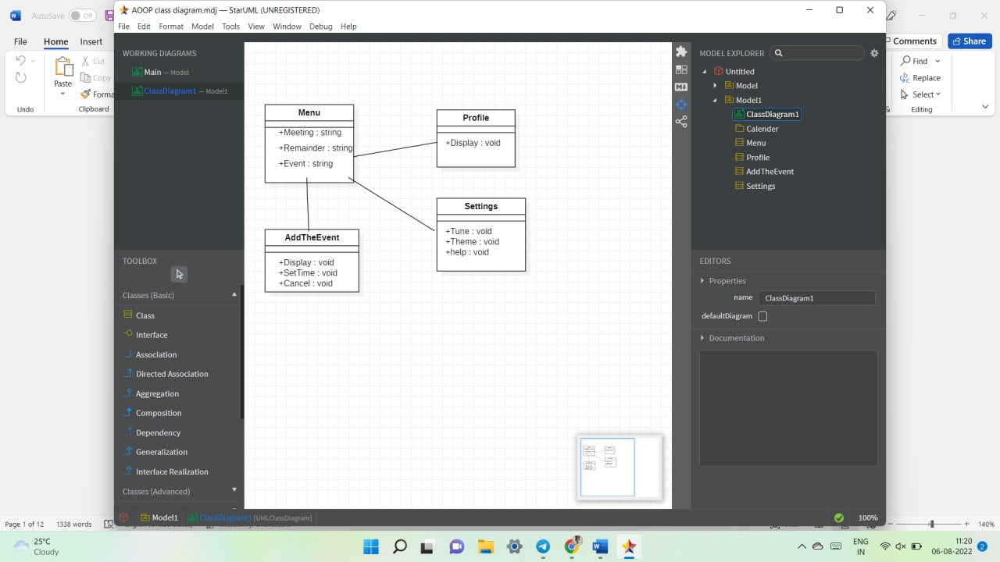 AutoSave Off
AOOP class diagram.mdj — StarUML (UNREGISTERED)
File Edit Format Model Tools View Window Debug Help
File Home Insert
Comments Share
Undo
Paste
Cut
Copy
Forma
Clipboard
Find
Replace
Select
Editing
WORKING DIAGRAMS
Main — Model
ClassDiagram1 — Model1
TOOLBOX
Classes (Basic)
Class
Interface
Association
Directed Association
Aggregation
Composition
Dependency
Generalization
Interface Realization
Classes (Advanced)
Menu
+Meeting : string
+Remainder : string
+Event : string
Profile
+Display : void
Settings
+Tune : void
+Theme : void
+help : void
AddTheEvent
+Display : void
+SetTime : void
+Cancel : void
MODEL EXPLORER
Untitled
Model
Model1
ClassDiagram1
Calender
Menu
Profile
AddTheEvent
Settings
EDITORS
Properties
name ClassDiagram1
defaultDiagram
Documentation
Model1 ClassDiagram1 [UMLClassDiagram]
100%
Page 1 of 12 1338 words
140%
25°C
Cloudy
ENG
IN
11:20
06-08-2022
2